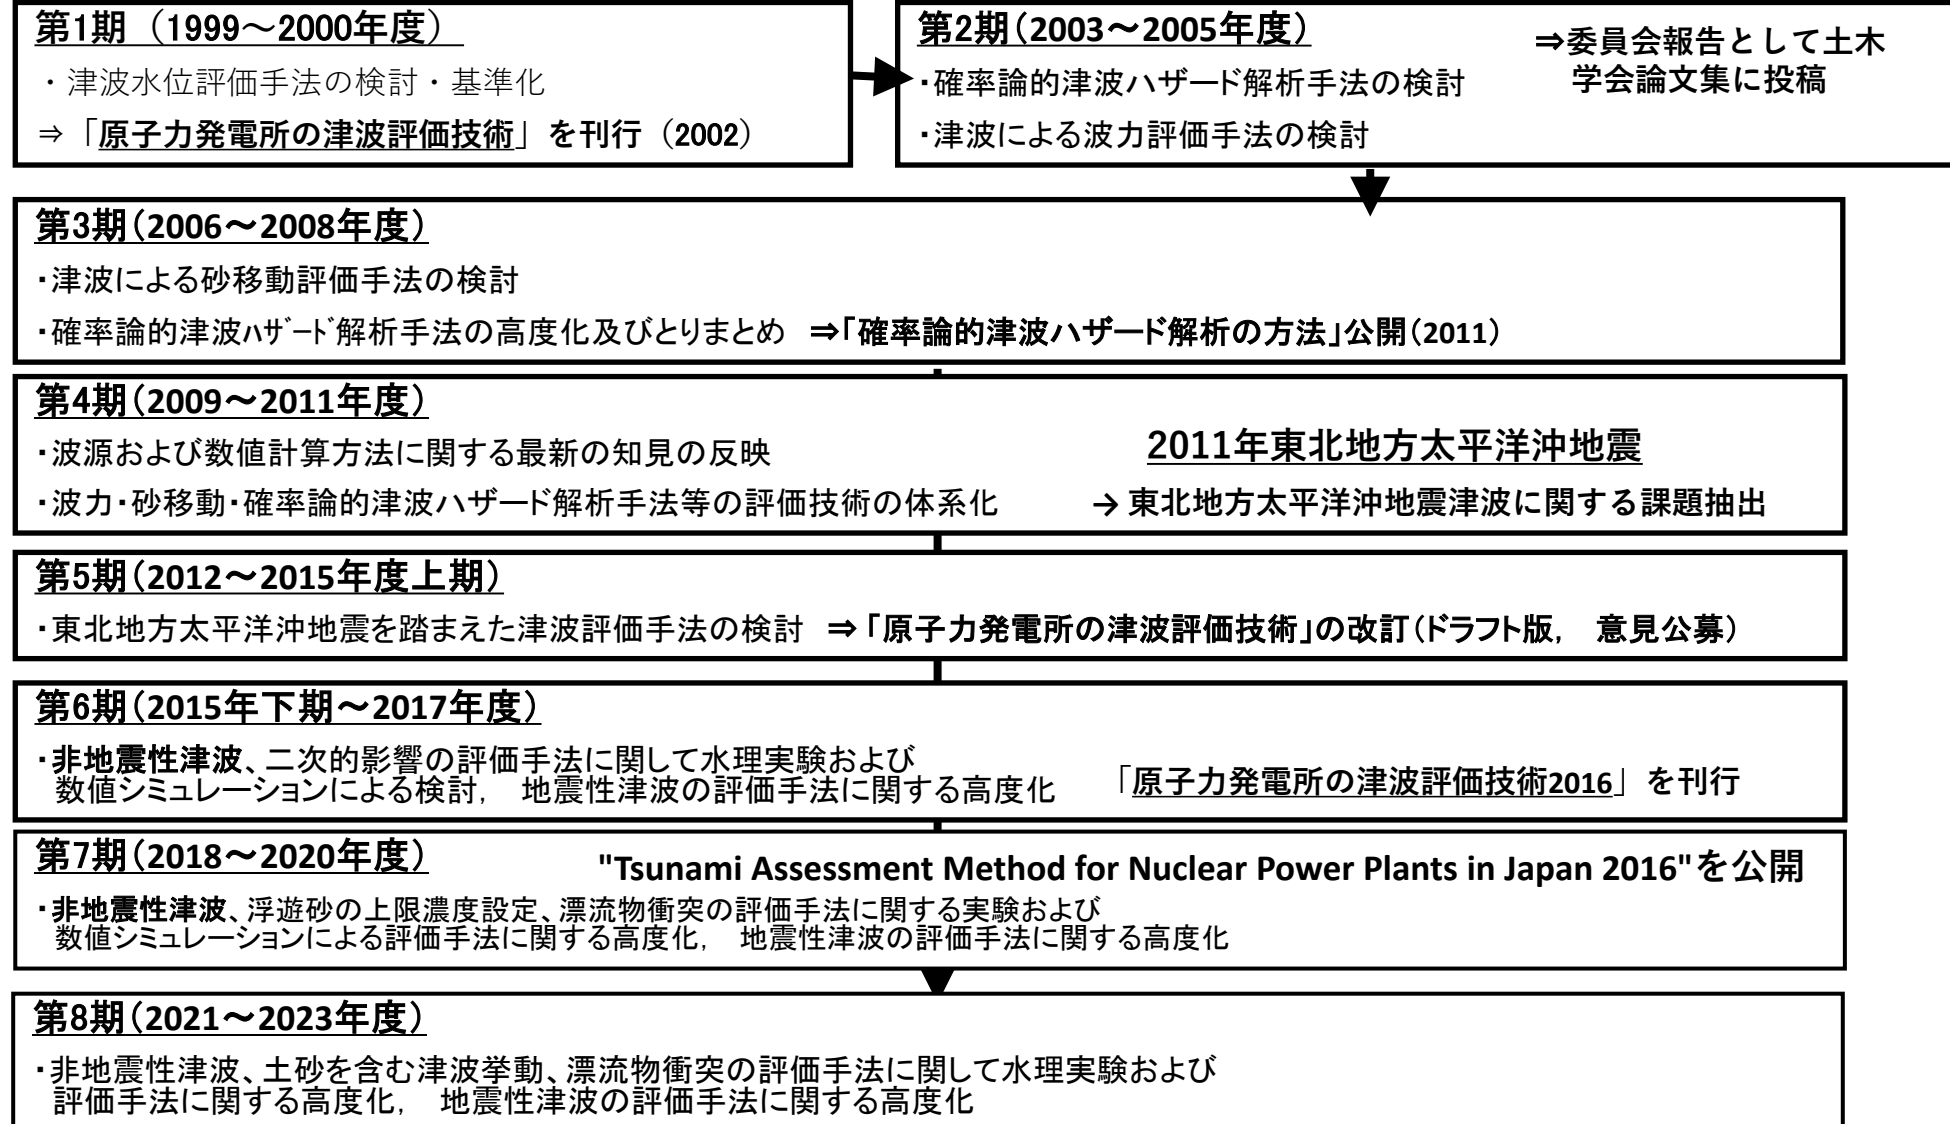 第1期（1999～2000年度）
・津波水位評価手法の検討・基準化
⇒「原子力発電所の津波評価技術」を刊行（2002）
第2期（2003～2005年度）
・確率論的津波ハザード解析手法の検討
・津波による波力評価手法の検討
⇒委員会報告として土木
学会論文集に投稿
第3期（2006～2008年度）
・津波による砂移動評価手法の検討
・確率論的津波ﾊｻﾞｰﾄﾞ解析手法の高度化及びとりまとめ ⇒「確率論的津波ハザード解析の方法」公開（2011）
第4期（2009～2011年度）
・波源および数値計算方法に関する最新の知見の反映
・波力・砂移動・確率論的津波ハザード解析手法等の評価技術の体系化
2011年東北地方太平洋沖地震
→ 東北地方太平洋沖地震津波に関する課題抽出
第5期（2012～2015年度上期）
・東北地方太平洋沖地震を踏まえた津波評価手法の検討 ⇒「原子力発電所の津波評価技術」の改訂（ドラフト版， 意見公募）
第6期（2015年下期～2017年度）
・非地震性津波、二次的影響の評価手法に関して水理実験および
数値シミュレーションによる検討， 地震性津波の評価手法に関する高度化
「原子力発電所の津波評価技術2016」を刊行
第7期（2018～2020年度）
"Tsunami Assessment Method for Nuclear Power Plants in Japan 2016"を公開
・非地震性津波、浮遊砂の上限濃度設定、漂流物衝突の評価手法に関する実験および
数値シミュレーションによる評価手法に関する高度化， 地震性津波の評価手法に関する高度化
第8期（2021～2023年度）
・非地震性津波、土砂を含む津波挙動、漂流物衝突の評価手法に関して水理実験および
評価手法に関する高度化， 地震性津波の評価手法に関する高度化